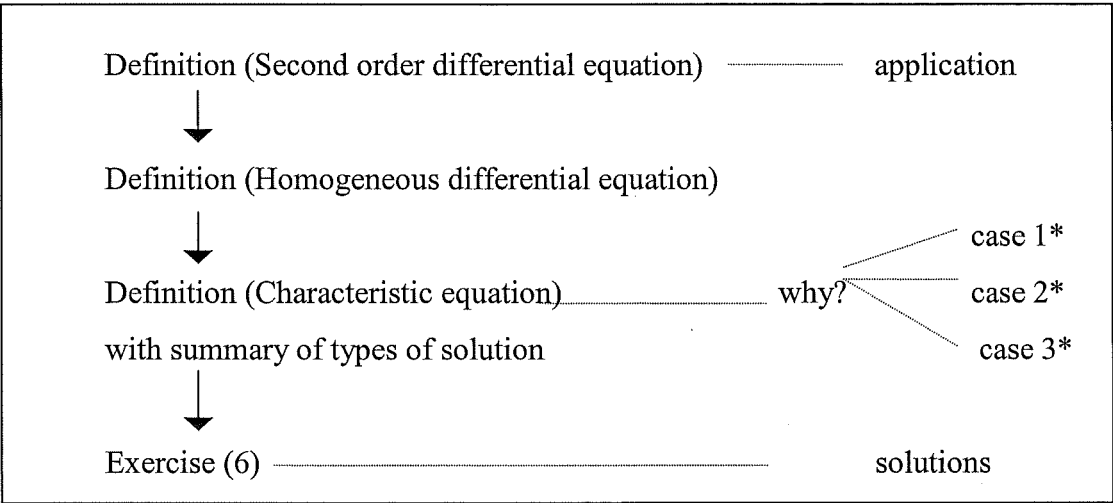 Definition (Second order differential equation) application
Definition (Homogeneous differential equation)
case 1*
Definition (Characteristic equation) why? case 2*
with summary of types of solution case 3*
Exercise (6) solutions